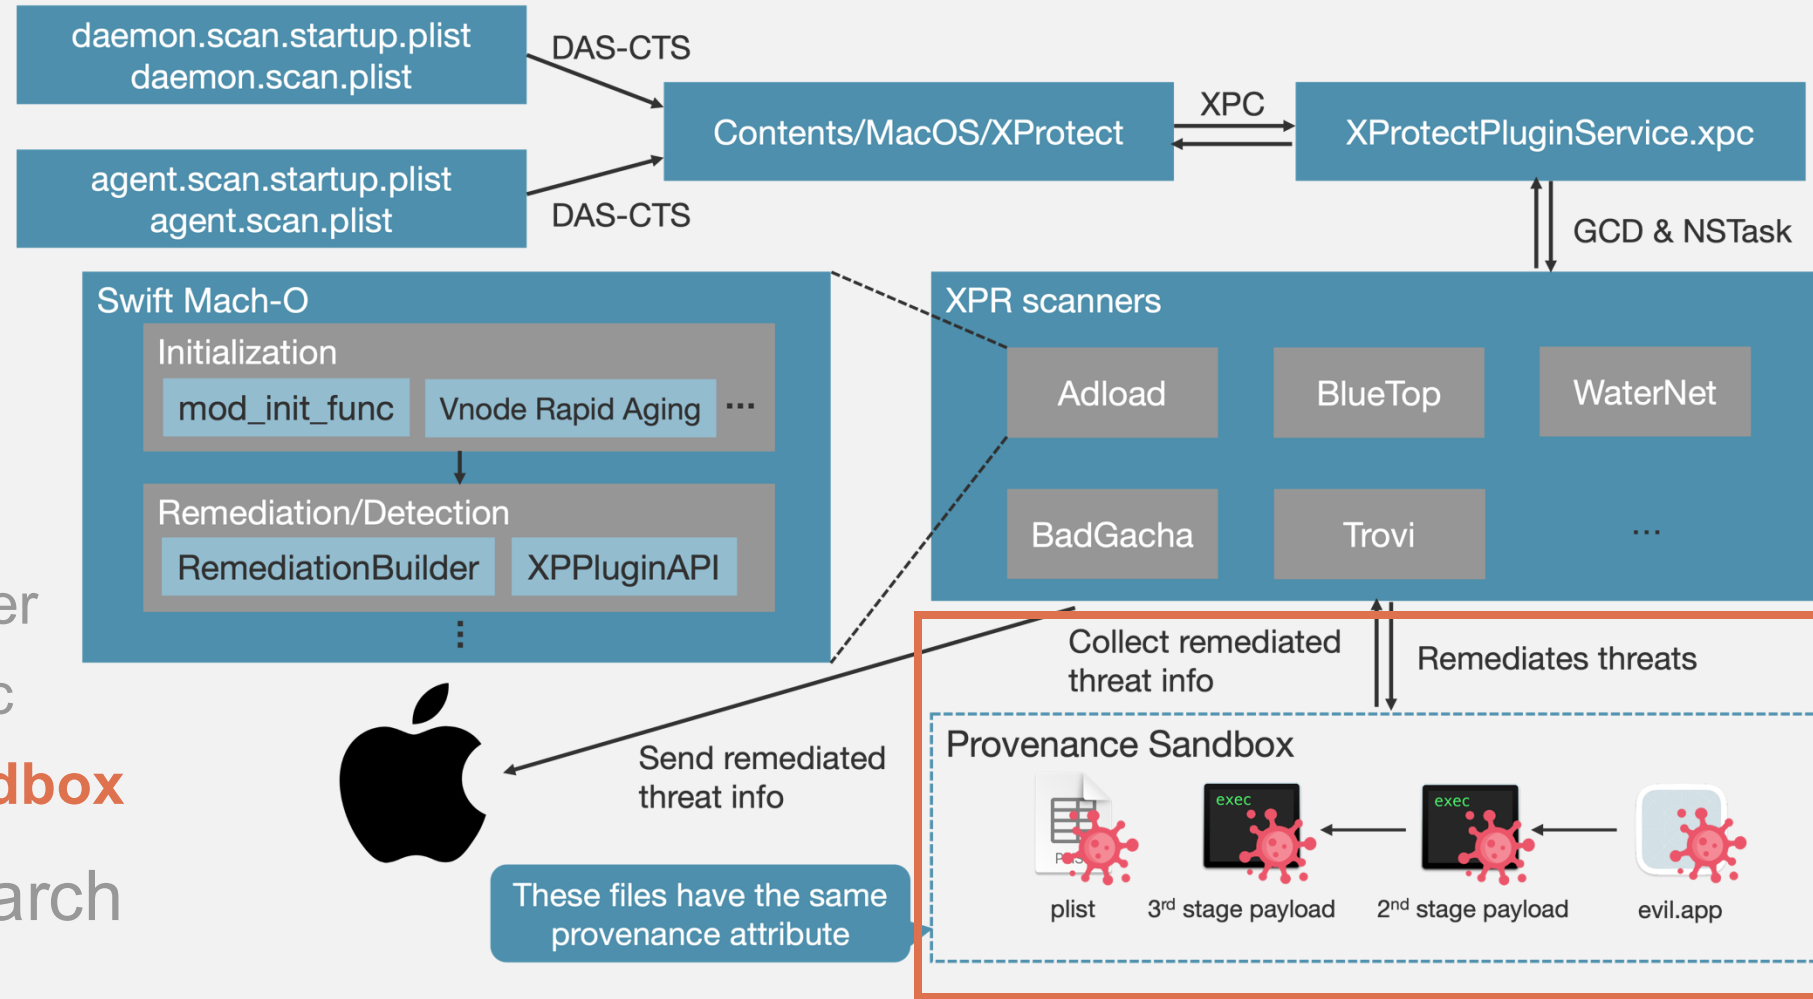 daemon.scan.startup.plist
daemon.scan.plist
DAS-CTS
Contents/MacOS/XProtect
XPC
XProtectPluginService.xpc
agent.scan.startup.plist
agent.scan.plist
DAS-CTS
GCD & NSTask
Swift Mach-O
Initialization
mod_init_func
Vnode Rapid Aging
...
Remediation/Detection
RemediationBuilder
XPPluginAPI
...
XPR scanners
Adload
BlueTop
WaterNet
BadGacha
Trovi
...
er
c
dbox
arch
Collect remediated
threat info
Remediates threats
Send remediated
threat info
Provenance Sandbox
exec
exec
plist
3rd stage payload
2nd stage payload
evil.app
These files have the same
provenance attribute